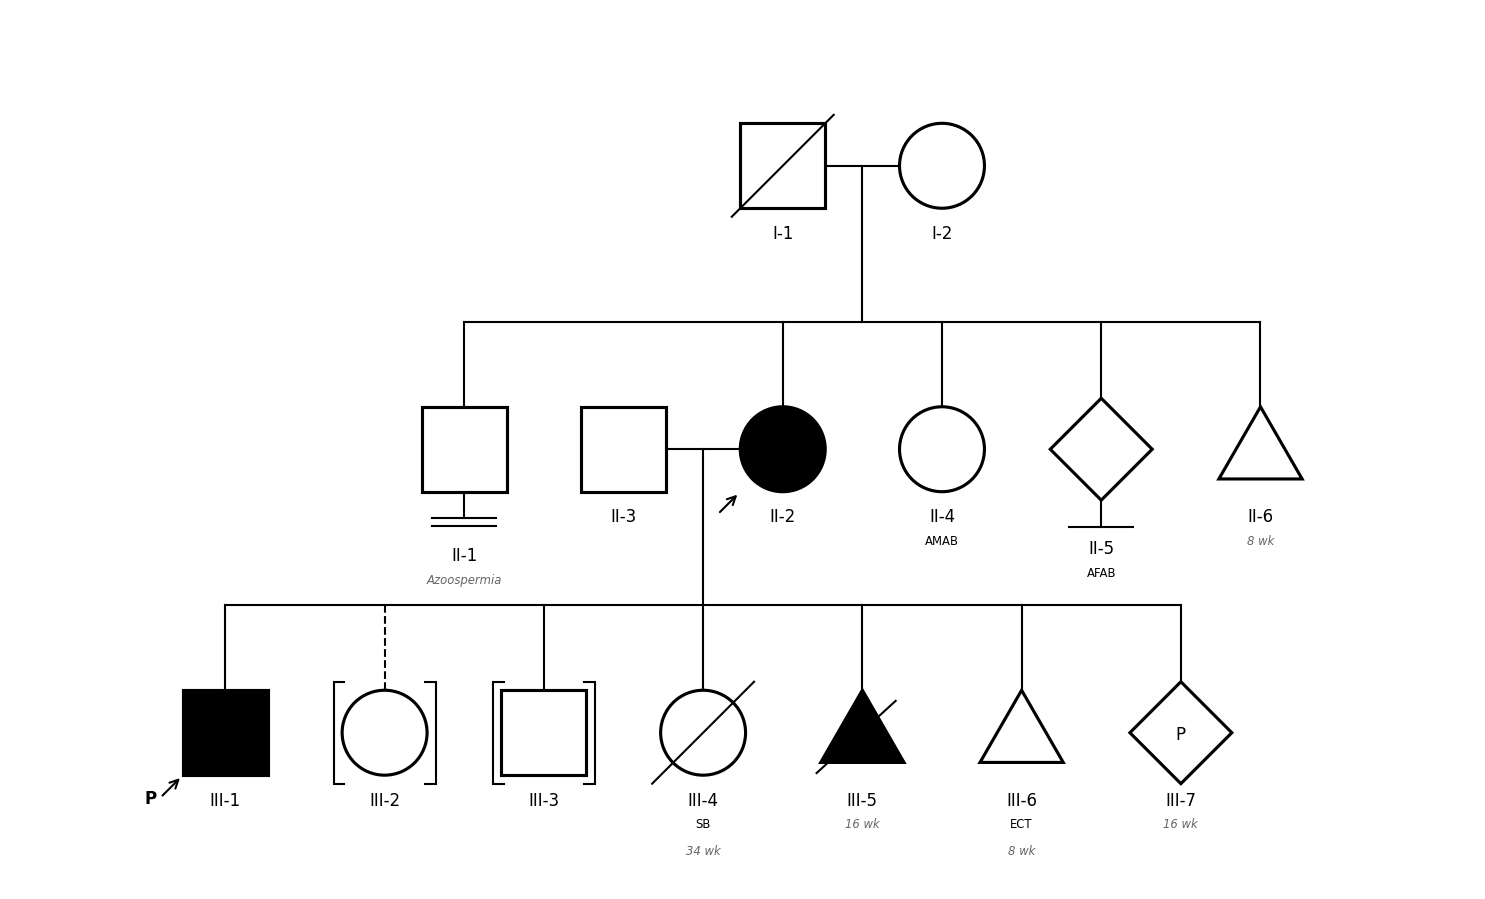 I-1
I-2
II-1
Azoospermia
II-3
II-2
II-4
AMAB
II-5
AFAB
II-6
8 wk
P
III-1
III-2
III-3
III-4
SB
34 wk
III-5
16 wk
III-6
ECT
8 wk
P
III-7
16 wk